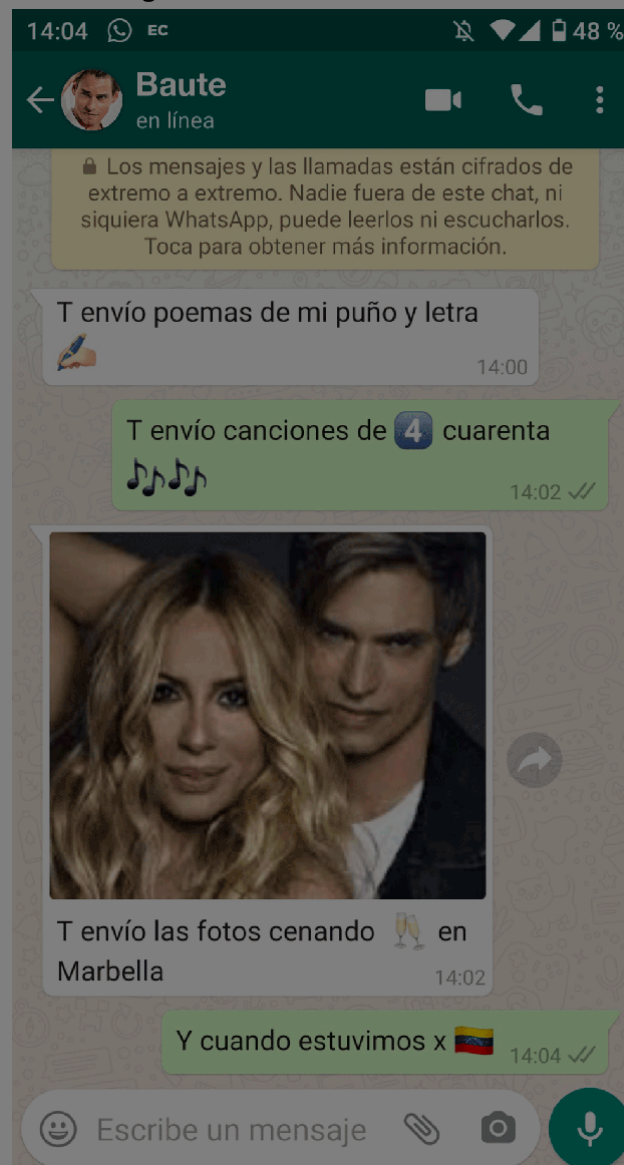 14:04 EC 48 %
Baute
en línea
Los mensajes y las llamadas están cifrados de
extremo a extremo. Nadie fuera de este chat, ni
siquiera WhatsApp, puede leerlos ni escucharlos.
Toca para obtener más información.
T envío poemas de mi puño y letra
✍🏻
14:00
T envío canciones de 4️⃣ cuarenta
🎶🎶
14:02
T envío las fotos cenando 🥂 en
Marbella
14:02
Y cuando estuvimos x 🇻🇪
14:04
Escribe un mensaje